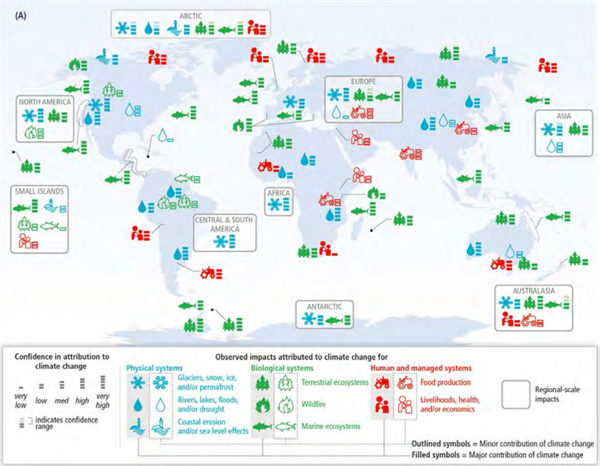 (A)
ARCTIC
NORTH AMERICA
EUROPE
ASIA
SMALL ISLANDS
AFRICA
CENTRAL & SOUTH
AMERICA
ANTARCTIC
AUSTRALASIA
Confidence in attribution to
climate change
very
low
low
med
high
very
high
indicates confidence
range
Observed impacts attributed to climate change for
Physical systems
Glaciers, snow, ice,
and/or permafrost
Rivers, lakes, floods,
and/or drought
Coastal erosion
and/or sea level effects
Biological systems
Terrestrial ecosystems
Wildfire
Marine ecosystems
Human and managed systems
Food production
Livelihoods, health,
and/or economics
Regional-scale
impacts
Outlined symbols = Minor contribution of climate change
Filled symbols = Major contribution of climate change